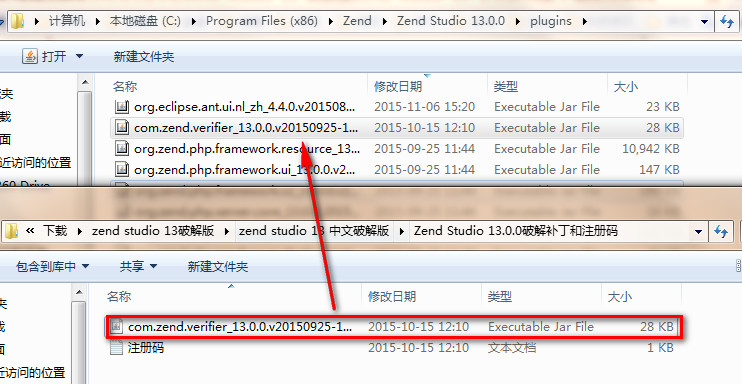 计算机 本地磁盘 (C:) Program Files (x86) Zend Zend Studio 13.0.0 plugins
打开 新建文件夹
名称 修改日期 类型 大小
夹
org.eclipse.ant.ui.nl_zh_4.4.0.v201508... 2015-11-06 15:20 Executable Jar File 23 KB
载
com.zend.verifier_13.0.0.v20150925-1... 2015-10-15 12:10 Executable Jar File 28 KB
面
org.zend.php.framework.resource_13... 2015-09-25 11:44 Executable Jar File 10,942 KB
近访问的位置
org.zend.php.framework.ui_13.0.0.v2... 2015-09-25 11:44 Executable Jar File 147 KB
« 下载 zend studio 13破解版 zend studio 13 中文破解版 Zend Studio 13.0.0破解补丁和注册码
包含到库中 共享 新建文件夹
名称 修改日期 类型 大小
夹
com.zend.verifier_13.0.0.v20150925-1... 2015-10-15 12:10 Executable Jar File 28 KB
注册码 2015-10-15 12:10 文本文档 1 KB
面
近访问的位置